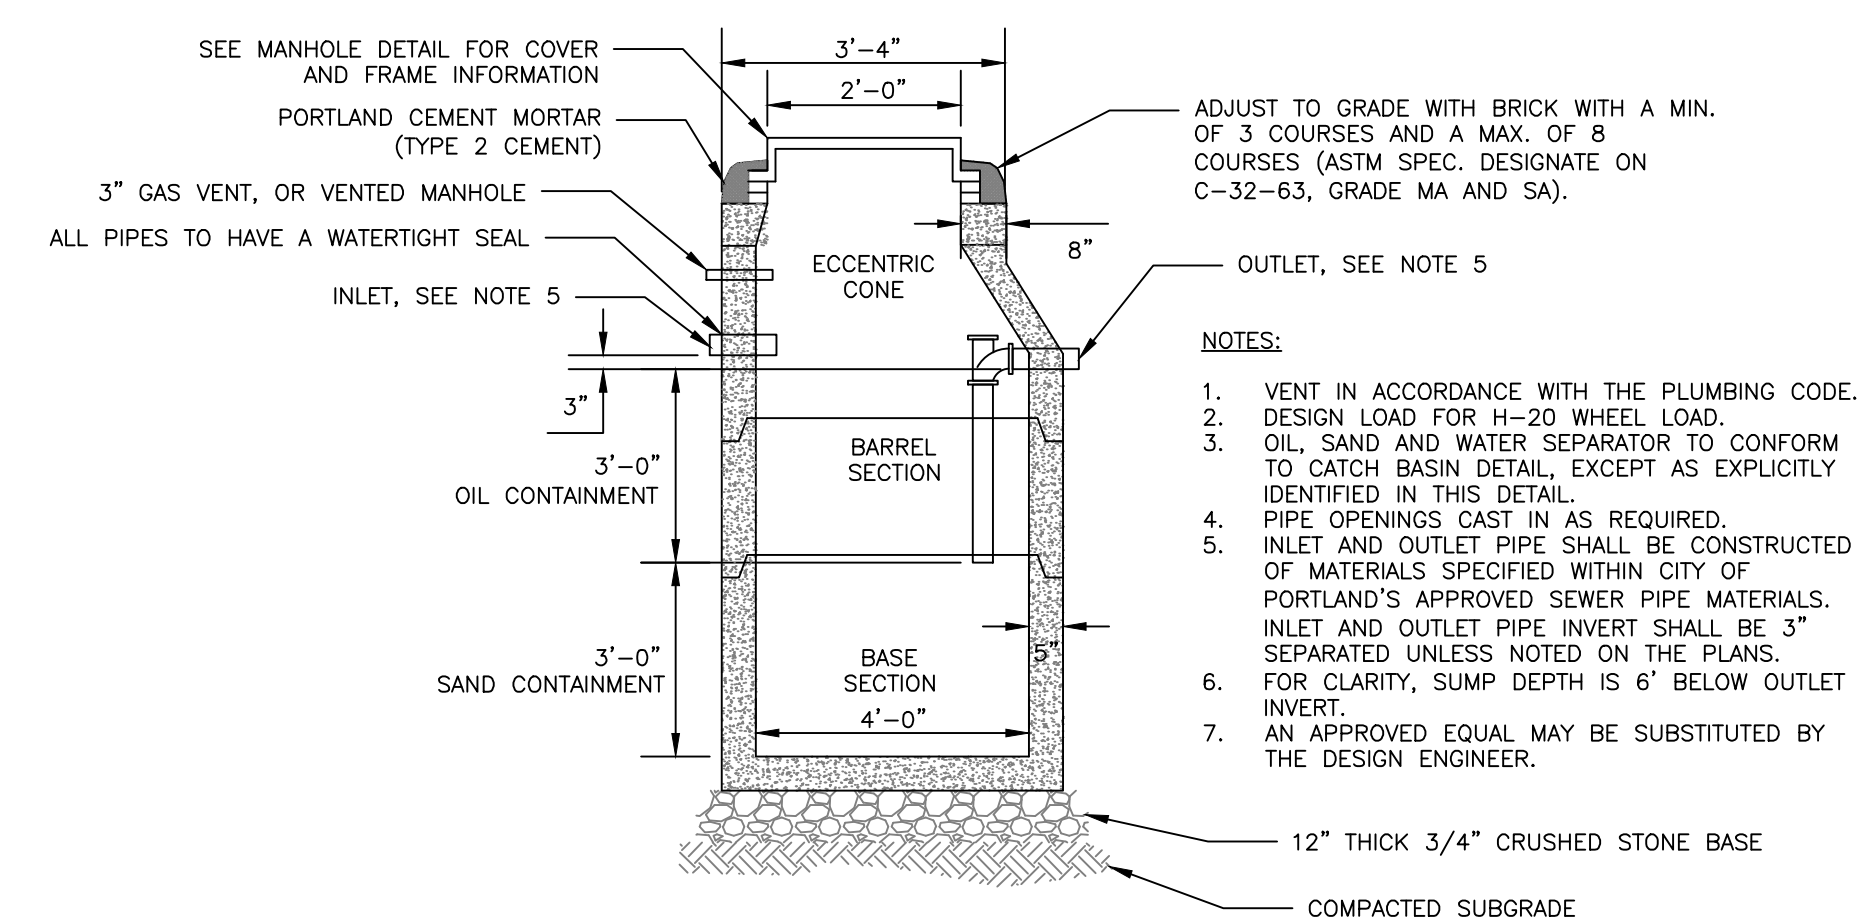 SEE MANHOLE DETAIL FOR COVER
AND FRAME INFORMATION
PORTLAND CEMENT MORTAR
(TYPE 2 CEMENT)
3" GAS VENT, OR VENTED MANHOLE
ALL PIPES TO HAVE A WATERTIGHT SEAL
INLET, SEE NOTE 5
3"
3'-0"
OIL CONTAINMENT
3'-0"
SAND CONTAINMENT
3'-4"
2'-0"
ECCENTRIC
CONE
8"
BARREL
SECTION
5"
BASE
SECTION
4'-0"
ADJUST TO GRADE WITH BRICK WITH A MIN.
OF 3 COURSES AND A MAX. OF 8
COURSES (ASTM SPEC. DESIGNATE ON
C-32-63, GRADE MA AND SA).
OUTLET, SEE NOTE 5
NOTES:
1. VENT IN ACCORDANCE WITH THE PLUMBING CODE.
2. DESIGN LOAD FOR H-20 WHEEL LOAD.
3. OIL, SAND AND WATER SEPARATOR TO CONFORM
TO CATCH BASIN DETAIL, EXCEPT AS EXPLICITLY
IDENTIFIED IN THIS DETAIL.
4. PIPE OPENINGS CAST IN AS REQUIRED.
5. INLET AND OUTLET PIPE SHALL BE CONSTRUCTED
OF MATERIALS SPECIFIED WITHIN CITY OF
PORTLAND'S APPROVED SEWER PIPE MATERIALS.
INLET AND OUTLET PIPE INVERT SHALL BE 3"
SEPARATED UNLESS NOTED ON THE PLANS.
6. FOR CLARITY, SUMP DEPTH IS 6' BELOW OUTLET
INVERT.
7. AN APPROVED EQUAL MAY BE SUBSTITUTED BY
THE DESIGN ENGINEER.
12" THICK 3/4" CRUSHED STONE BASE
COMPACTED SUBGRADE